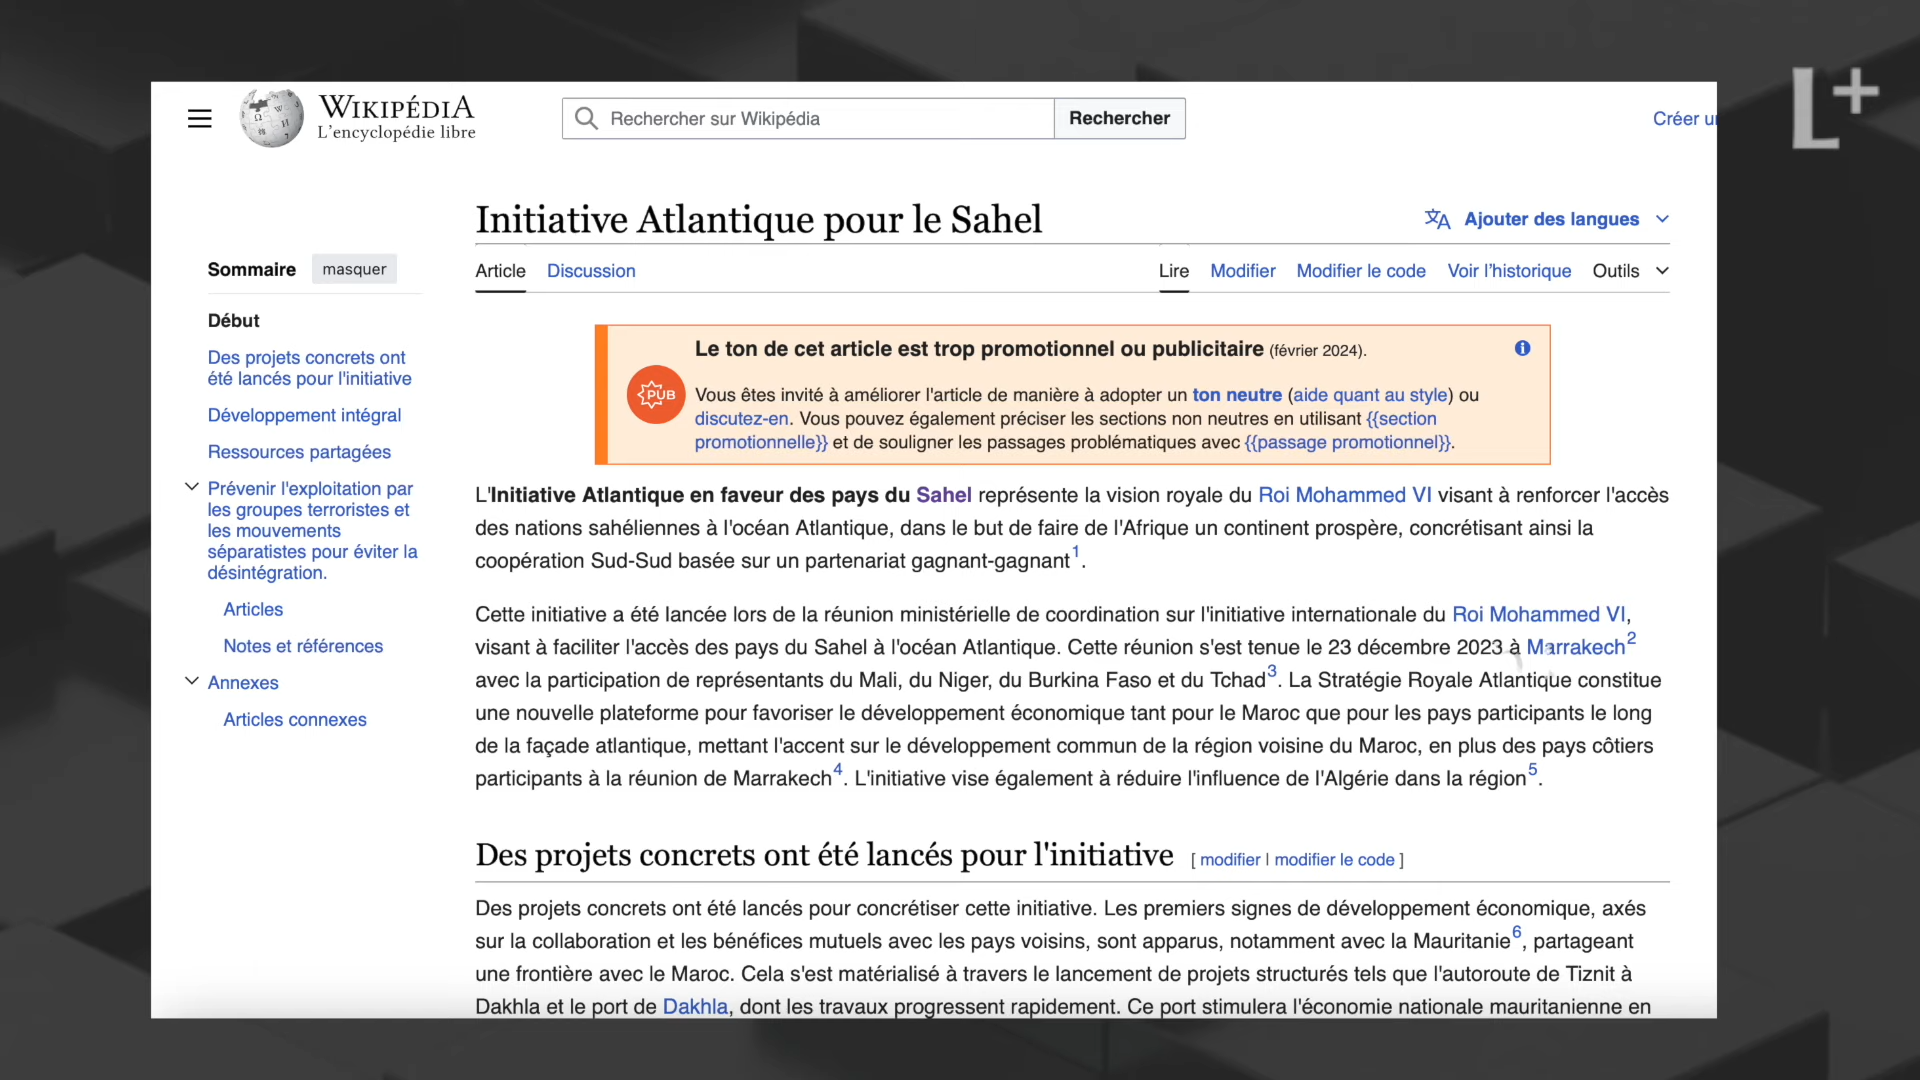 L+
WIKIPÉDIA
L'encyclopédie libre
Rechercher sur Wikipédia
Rechercher
Créer
Initiative Atlantique pour le Sahel
Ajouter des langues
Sommaire
masquer
Article
Discussion
Lire
Modifier
Modifier le code
Voir l'historique
Outils
Début
Des projets concrets ont
été lancés pour l'initiative
Développement intégral
Ressources partagées
Prévenir l'exploitation par
les groupes terroristes et
les mouvements
séparatistes pour éviter la
désintégration.
Articles
Notes et références
Annexes
Articles connexes
Le ton de cet article est trop promotionnel ou publicitaire (février 2024).
PUB
Vous êtes invité à améliorer l'article de manière à adopter un ton neutre (aide quant au style) ou
discutez-en. Vous pouvez également préciser les sections non neutres en utilisant {{section
promotionnelle}} et de souligner les passages problématiques avec {{passage promotionnel}}.
L'Initiative Atlantique en faveur des pays du Sahel représente la vision royale du Roi Mohammed VI visant à renforcer l'accès
des nations sahéliennes à l'océan Atlantique, dans le but de faire de l'Afrique un continent prospère, concrétisant ainsi la
coopération Sud-Sud basée sur un partenariat gagnant-gagnant1.
Cette initiative a été lancée lors de la réunion ministérielle de coordination sur l'initiative internationale du Roi Mohammed VI,
visant à faciliter l'accès des pays du Sahel à l'océan Atlantique. Cette réunion s'est tenue le 23 décembre 2023 à Marrakech2
avec la participation de représentants du Mali, du Niger, du Burkina Faso et du Tchad3. La Stratégie Royale Atlantique constitue
une nouvelle plateforme pour favoriser le développement économique tant pour le Maroc que pour les pays participants le long
de la façade atlantique, mettant l'accent sur le développement commun de la région voisine du Maroc, en plus des pays côtiers
participants à la réunion de Marrakech4. L'initiative vise également à réduire l'influence de l'Algérie dans la région5.
Des projets concrets ont été lancés pour l'initiative [ modifier | modifier le code ]
Des projets concrets ont été lancés pour concrétiser cette initiative. Les premiers signes de développement économique, axés
sur la collaboration et les bénéfices mutuels avec les pays voisins, sont apparus, notamment avec la Mauritanie6, partageant
une frontière avec le Maroc. Cela s'est matérialisé à travers le lancement de projets structurés tels que l'autoroute de Tiznit à
Dakhla et le port de Dakhla, dont les travaux progressent rapidement. Ce port stimulera l'économie nationale mauritanienne en